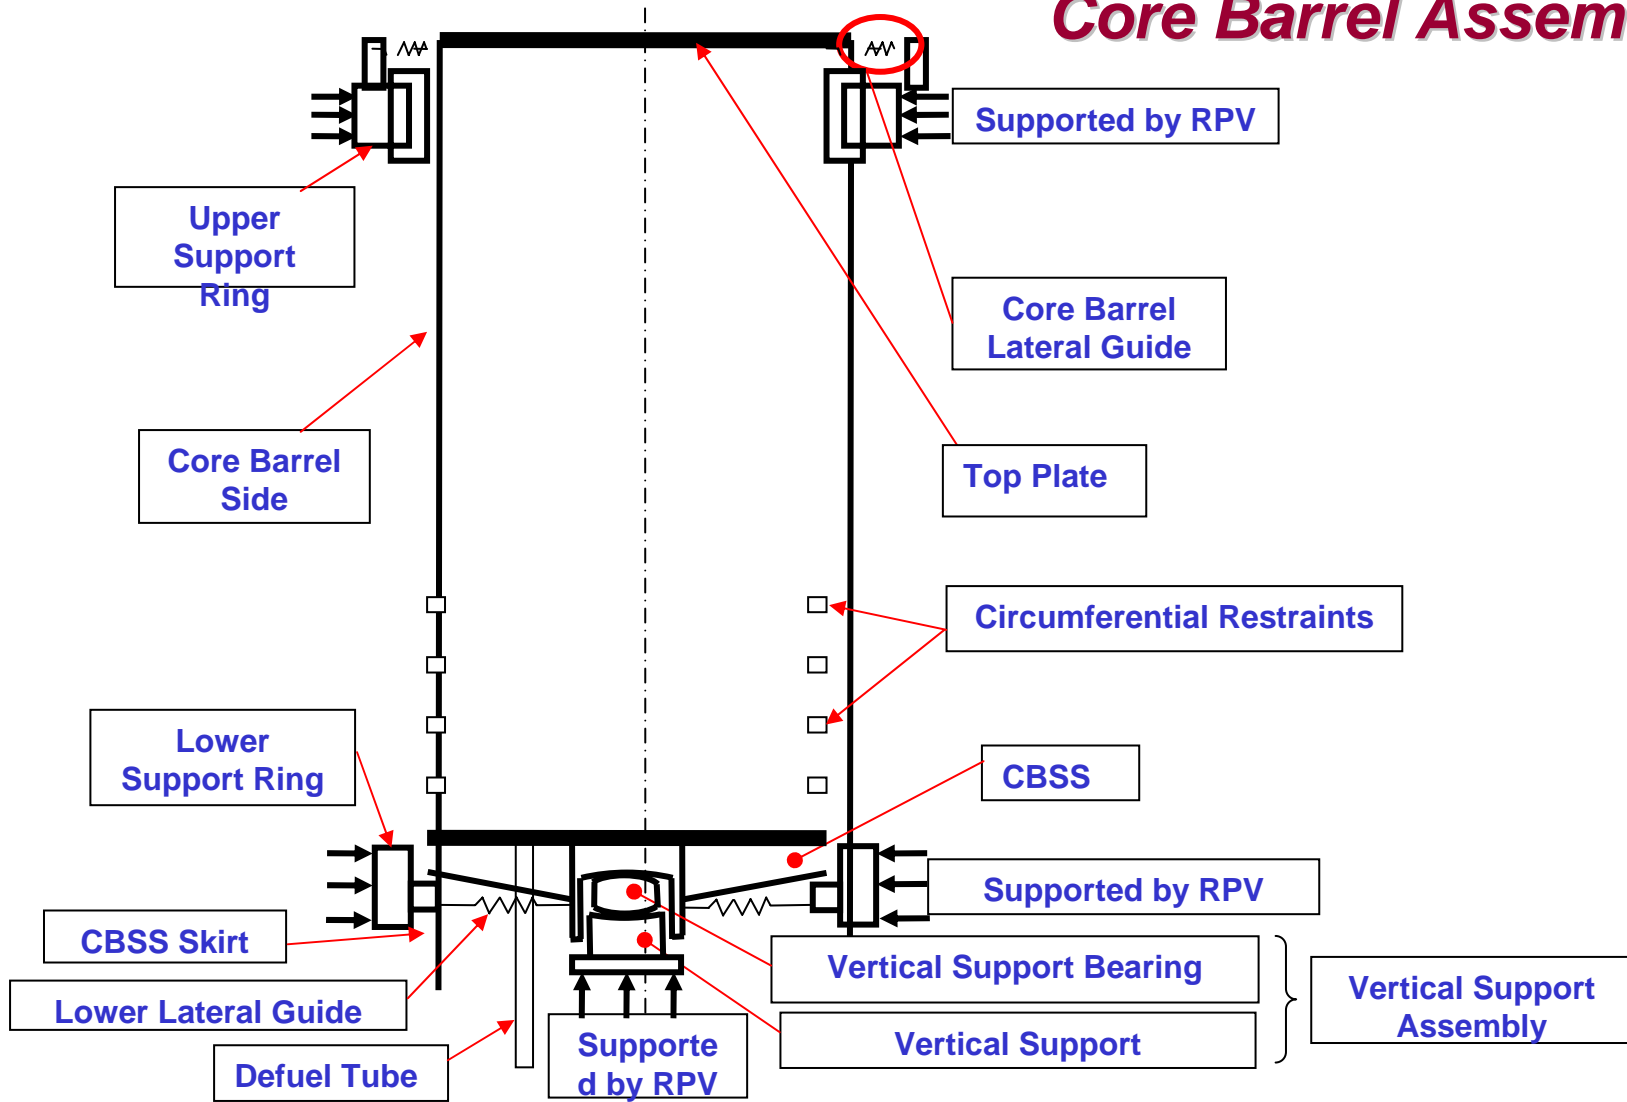 Core Barrel Assem
Supported by RPV
Upper
Support
Ring
Core Barrel
Lateral Guide
Core Barrel
Side
Top Plate
Circumferential Restraints
Lower
Support Ring
CBSS
Supported by RPV
CBSS Skirt
Vertical Support Bearing
Vertical Support
Assembly
Lower Lateral Guide
Vertical Support
Defuel Tube
Supporte
d by RPV